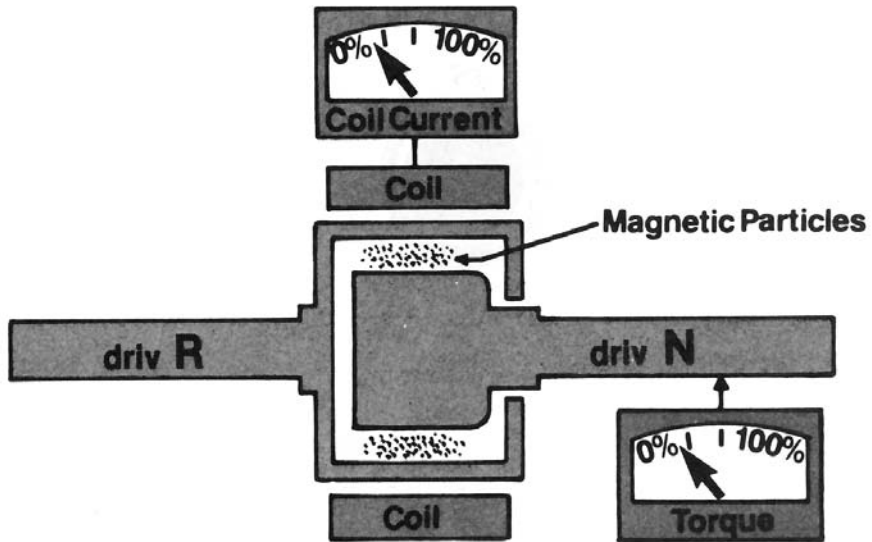 0% 100%
Coil Current
Coil
Magnetic Particles
driv R
driv N
0% 100%
Coil
Torque